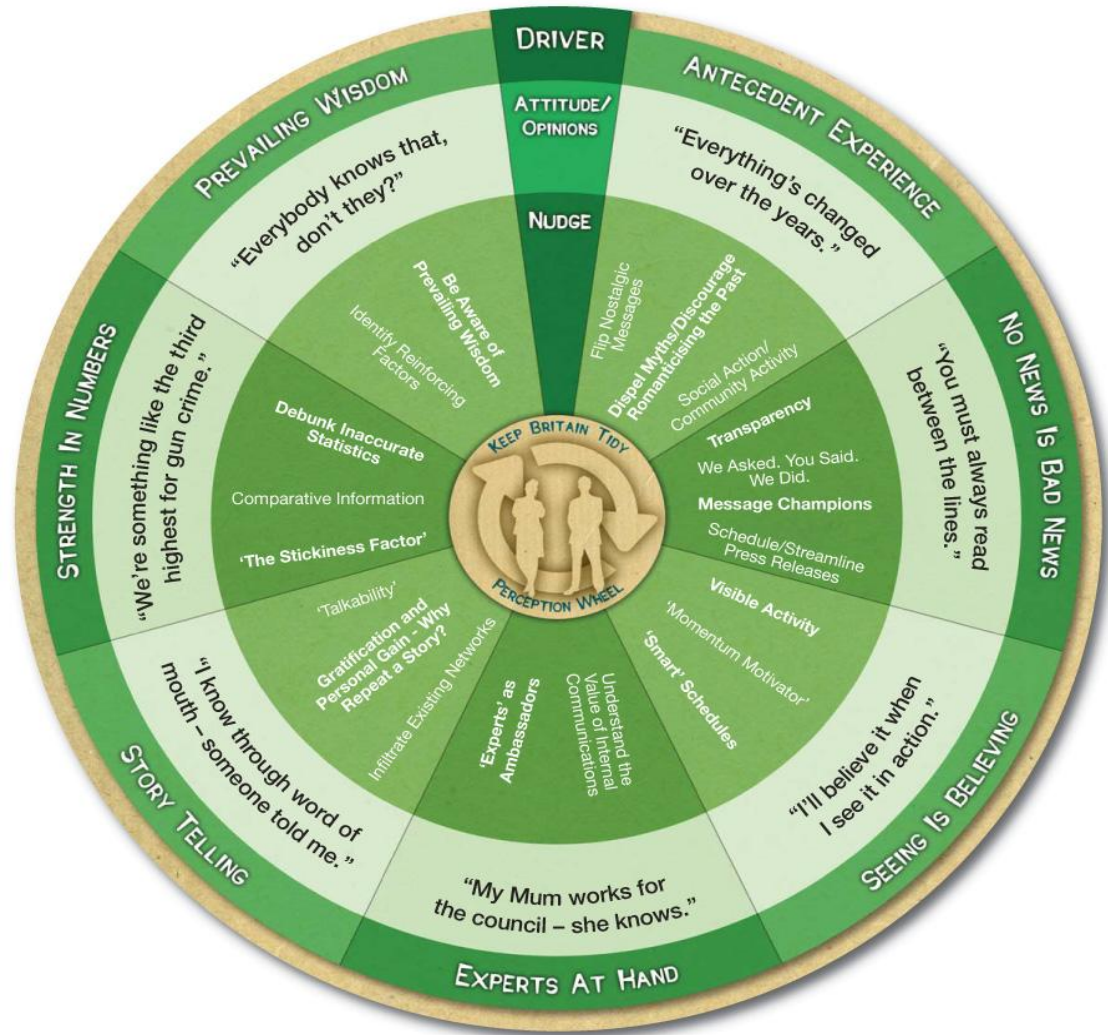 DRIVER
ATTITUDE/
OPINIONS
NUDGE
ANTECEDENT EXPERIENCE
“Everything’s changed
over the years.”
Flip Nostalgic
Messages
Dispel Myths/Discourage
Romanticising the Past
Social Action/
Community Activity
NO NEWS IS BAD NEWS
“You must always read
between the lines.”
Transparency
We Asked. You Said.
We Did.
Message Champions
Schedule/Streamline
Press Releases
SEEING IS BELIEVING
“I’ll believe it when
I see it in action.”
Visible Activity
‘Momentum Motivator’
‘Smart’ Schedules
EXPERTS AT HAND
“My Mum works for
the council – she knows.”
Understand the
Value of Internal
Communications
‘Experts’ as
Ambassadors
STORY TELLING
“I know through word of
mouth – someone told me.”
‘Talkability’
Gratification and
Personal Gain - Why
Repeat a Story?
Infiltrate Existing Networks
STRENGTH IN NUMBERS
“We’re something like the third
highest for gun crime.”
Debunk Inaccurate
Statistics
Comparative Information
‘The Stickiness Factor’
PREVAILING WISDOM
“Everybody knows that,
don’t they?”
Be Aware of
Prevailing Wisdom
Identify Reinforcing
Factors
KEEP BRITAIN TIDY
PERCEPTION WHEEL